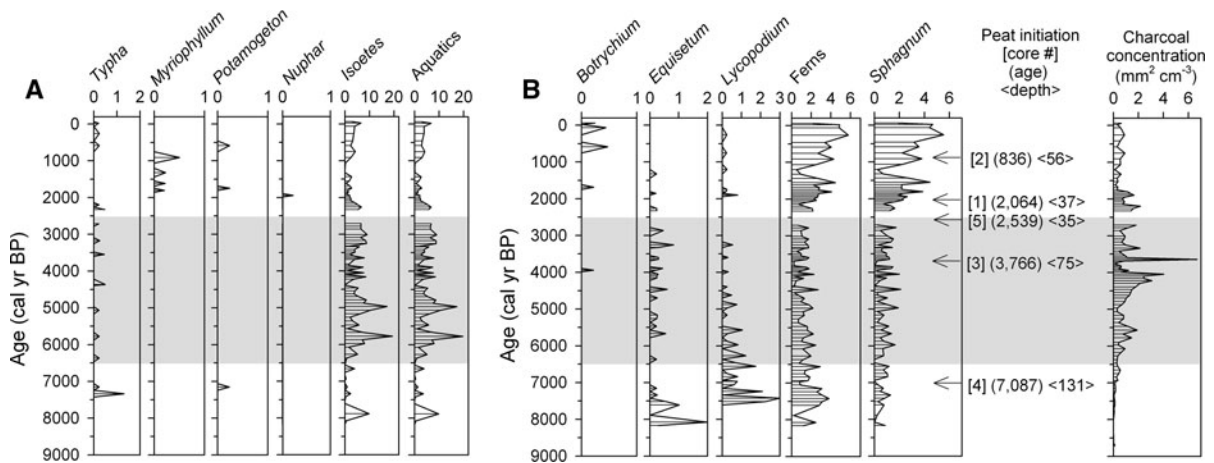 A
Typha
Myriophyllum
Potamogeton
Nuphar
Isoetes
Aquatics
0 1 2 0 1 0 1 0 1 0 10 20 0 10 20
Age (cal yr BP)
0
1000
2000
3000
4000
5000
6000
7000
8000
9000
B
Botrychium
Equisetum
Lycopodium
Ferns
Sphagnum
Peat initiation
[core #]
(age)
<depth>
Charcoal
concentration
(mm² cm⁻³)
0 1 0 1 2 0 1 2 3 0 2 4 6 0 2 4 6 0 2 4 6
Age (cal yr BP)
0
1000
2000
3000
4000
5000
6000
7000
8000
9000
[2] (836) <56>
[1] (2,064) <37>
[5] (2,539) <35>
[3] (3,766) <75>
[4] (7,087) <131>